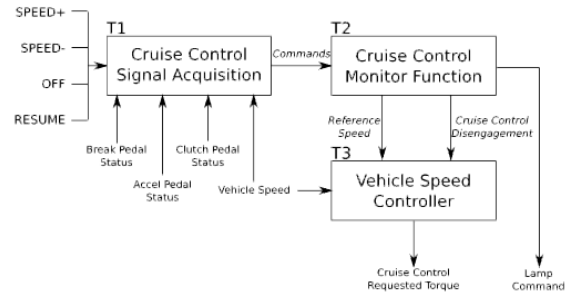 SPEED+
SPEED-
OFF
RESUME
T1
Cruise Control
Signal Acquisition
Commands
T2
Cruise Control
Monitor Function
Break Pedal
Status
Accel Pedal
Status
Clutch Pedal
Status
Vehicle Speed
Reference
Speed
Cruise Control
Disengagement
T3
Vehicle Speed
Controller
Cruise Control
Requested Torque
Lamp
Command